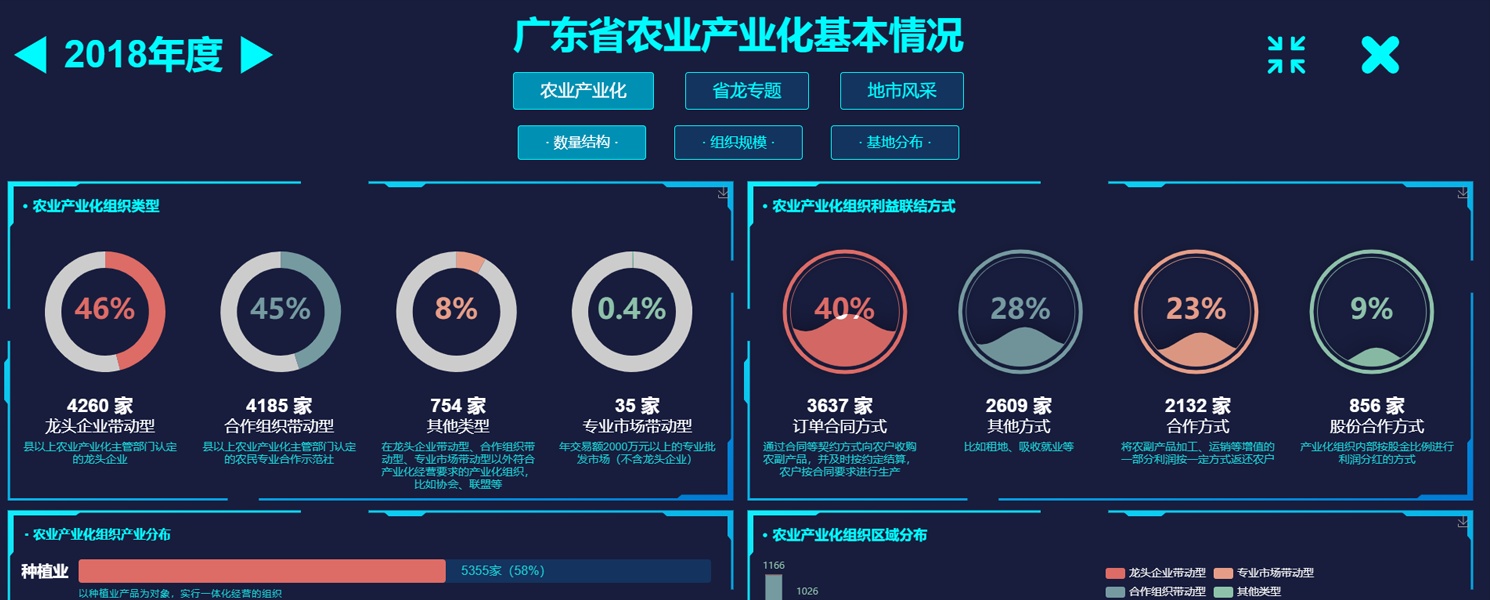 2018年度
广东省农业产业化基本情况
农业产业化
省龙专题
地市风采
· 数量结构 ·
· 组织规模 ·
· 基地分布 ·
· 农业产业化组织类型
46%
45%
8%
0.4%
4260 家
4185 家
754 家
35 家
龙头企业带动型
合作组织带动型
其他类型
专业市场带动型
县以上农业产业化主管部门认定
的龙头企业
县以上农业产业化主管部门认定
的农民专业合作示范社
在龙头企业带动型、合作组织带
动型、专业市场带动型以外符合
产业化经营要求的产业化组织，
比如协会、联盟等
年交易额2000万元以上的专业批
发市场（不含龙头企业）
· 农业产业化组织利益联结方式
40%
28%
23%
9%
3637 家
2609 家
2132 家
856 家
订单合同方式
其他方式
合作方式
股份合作方式
通过合同等契约方式向农户收购
农副产品，并及时按约定结算，
农户按合同要求进行生产
比如租地、吸收就业等
将农副产品加工、运销等增值的
一部分利润按一定方式返还农户
产业化组织内部按股金比例进行
利润分红的方式
· 农业产业化组织产业分布
种植业
5355家（58%）
以种植业产品为对象，实行一体化经营的组织
· 农业产业化组织区域分布
1166
1026
龙头企业带动型
专业市场带动型
合作组织带动型
其他类型